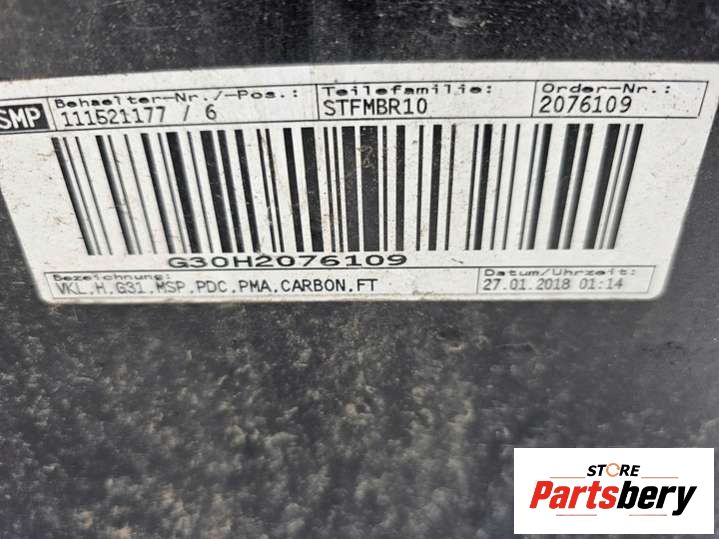 SMP
Behaelter-Nr./-Pos.: Teilefamilie: Order-Nr.:
111521177 / 6 STFMBR10 2076109
G30H2076109
Bezeichnung: Datum/Uhrzeit:
VKL.H.G31.MSP.PDC.PMA.CARBON.FT 27.01.2018 01:14
STORE
Partsbery